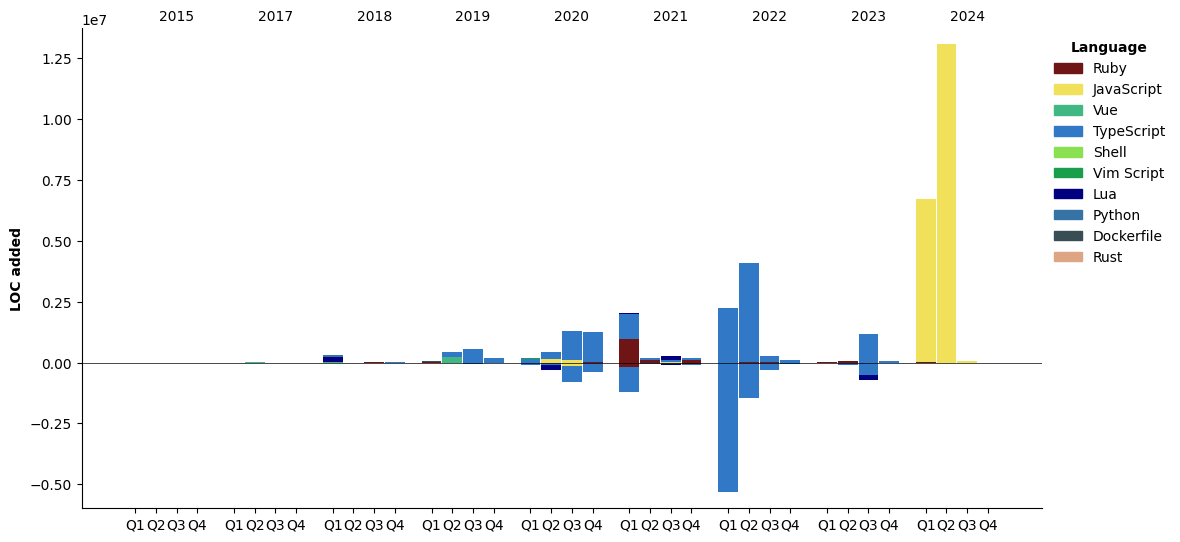 1e7
2015 2017 2018 2019 2020 2021 2022 2023 2024
1.25
1.00
0.75
0.50
0.25
0.00
−0.25
−0.50
LOC added
Q1 Q2 Q3 Q4 Q1 Q2 Q3 Q4 Q1 Q2 Q3 Q4 Q1 Q2 Q3 Q4 Q1 Q2 Q3 Q4 Q1 Q2 Q3 Q4 Q1 Q2 Q3 Q4 Q1 Q2 Q3 Q4 Q1 Q2 Q3 Q4
Language
Ruby
JavaScript
Vue
TypeScript
Shell
Vim Script
Lua
Python
Dockerfile
Rust